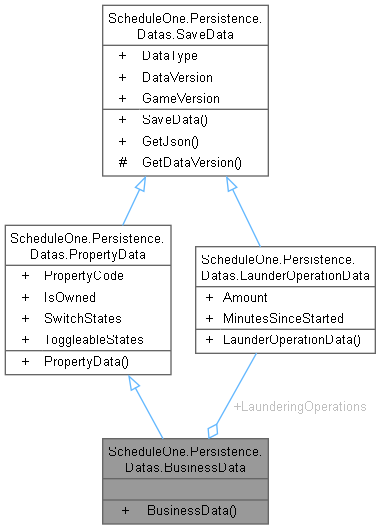 ScheduleOne.Persistence.
Datas.SaveData
+ DataType
+ DataVersion
+ GameVersion
+ SaveData()
+ GetJson()
# GetDataVersion()
ScheduleOne.Persistence.
Datas.PropertyData
+ PropertyCode
+ IsOwned
+ SwitchStates
+ ToggleableStates
+ PropertyData()
ScheduleOne.Persistence.
Datas.LaunderOperationData
+ Amount
+ MinutesSinceStarted
+ LaunderOperationData()
+LaunderingOperations
ScheduleOne.Persistence.
Datas.BusinessData
+ BusinessData()